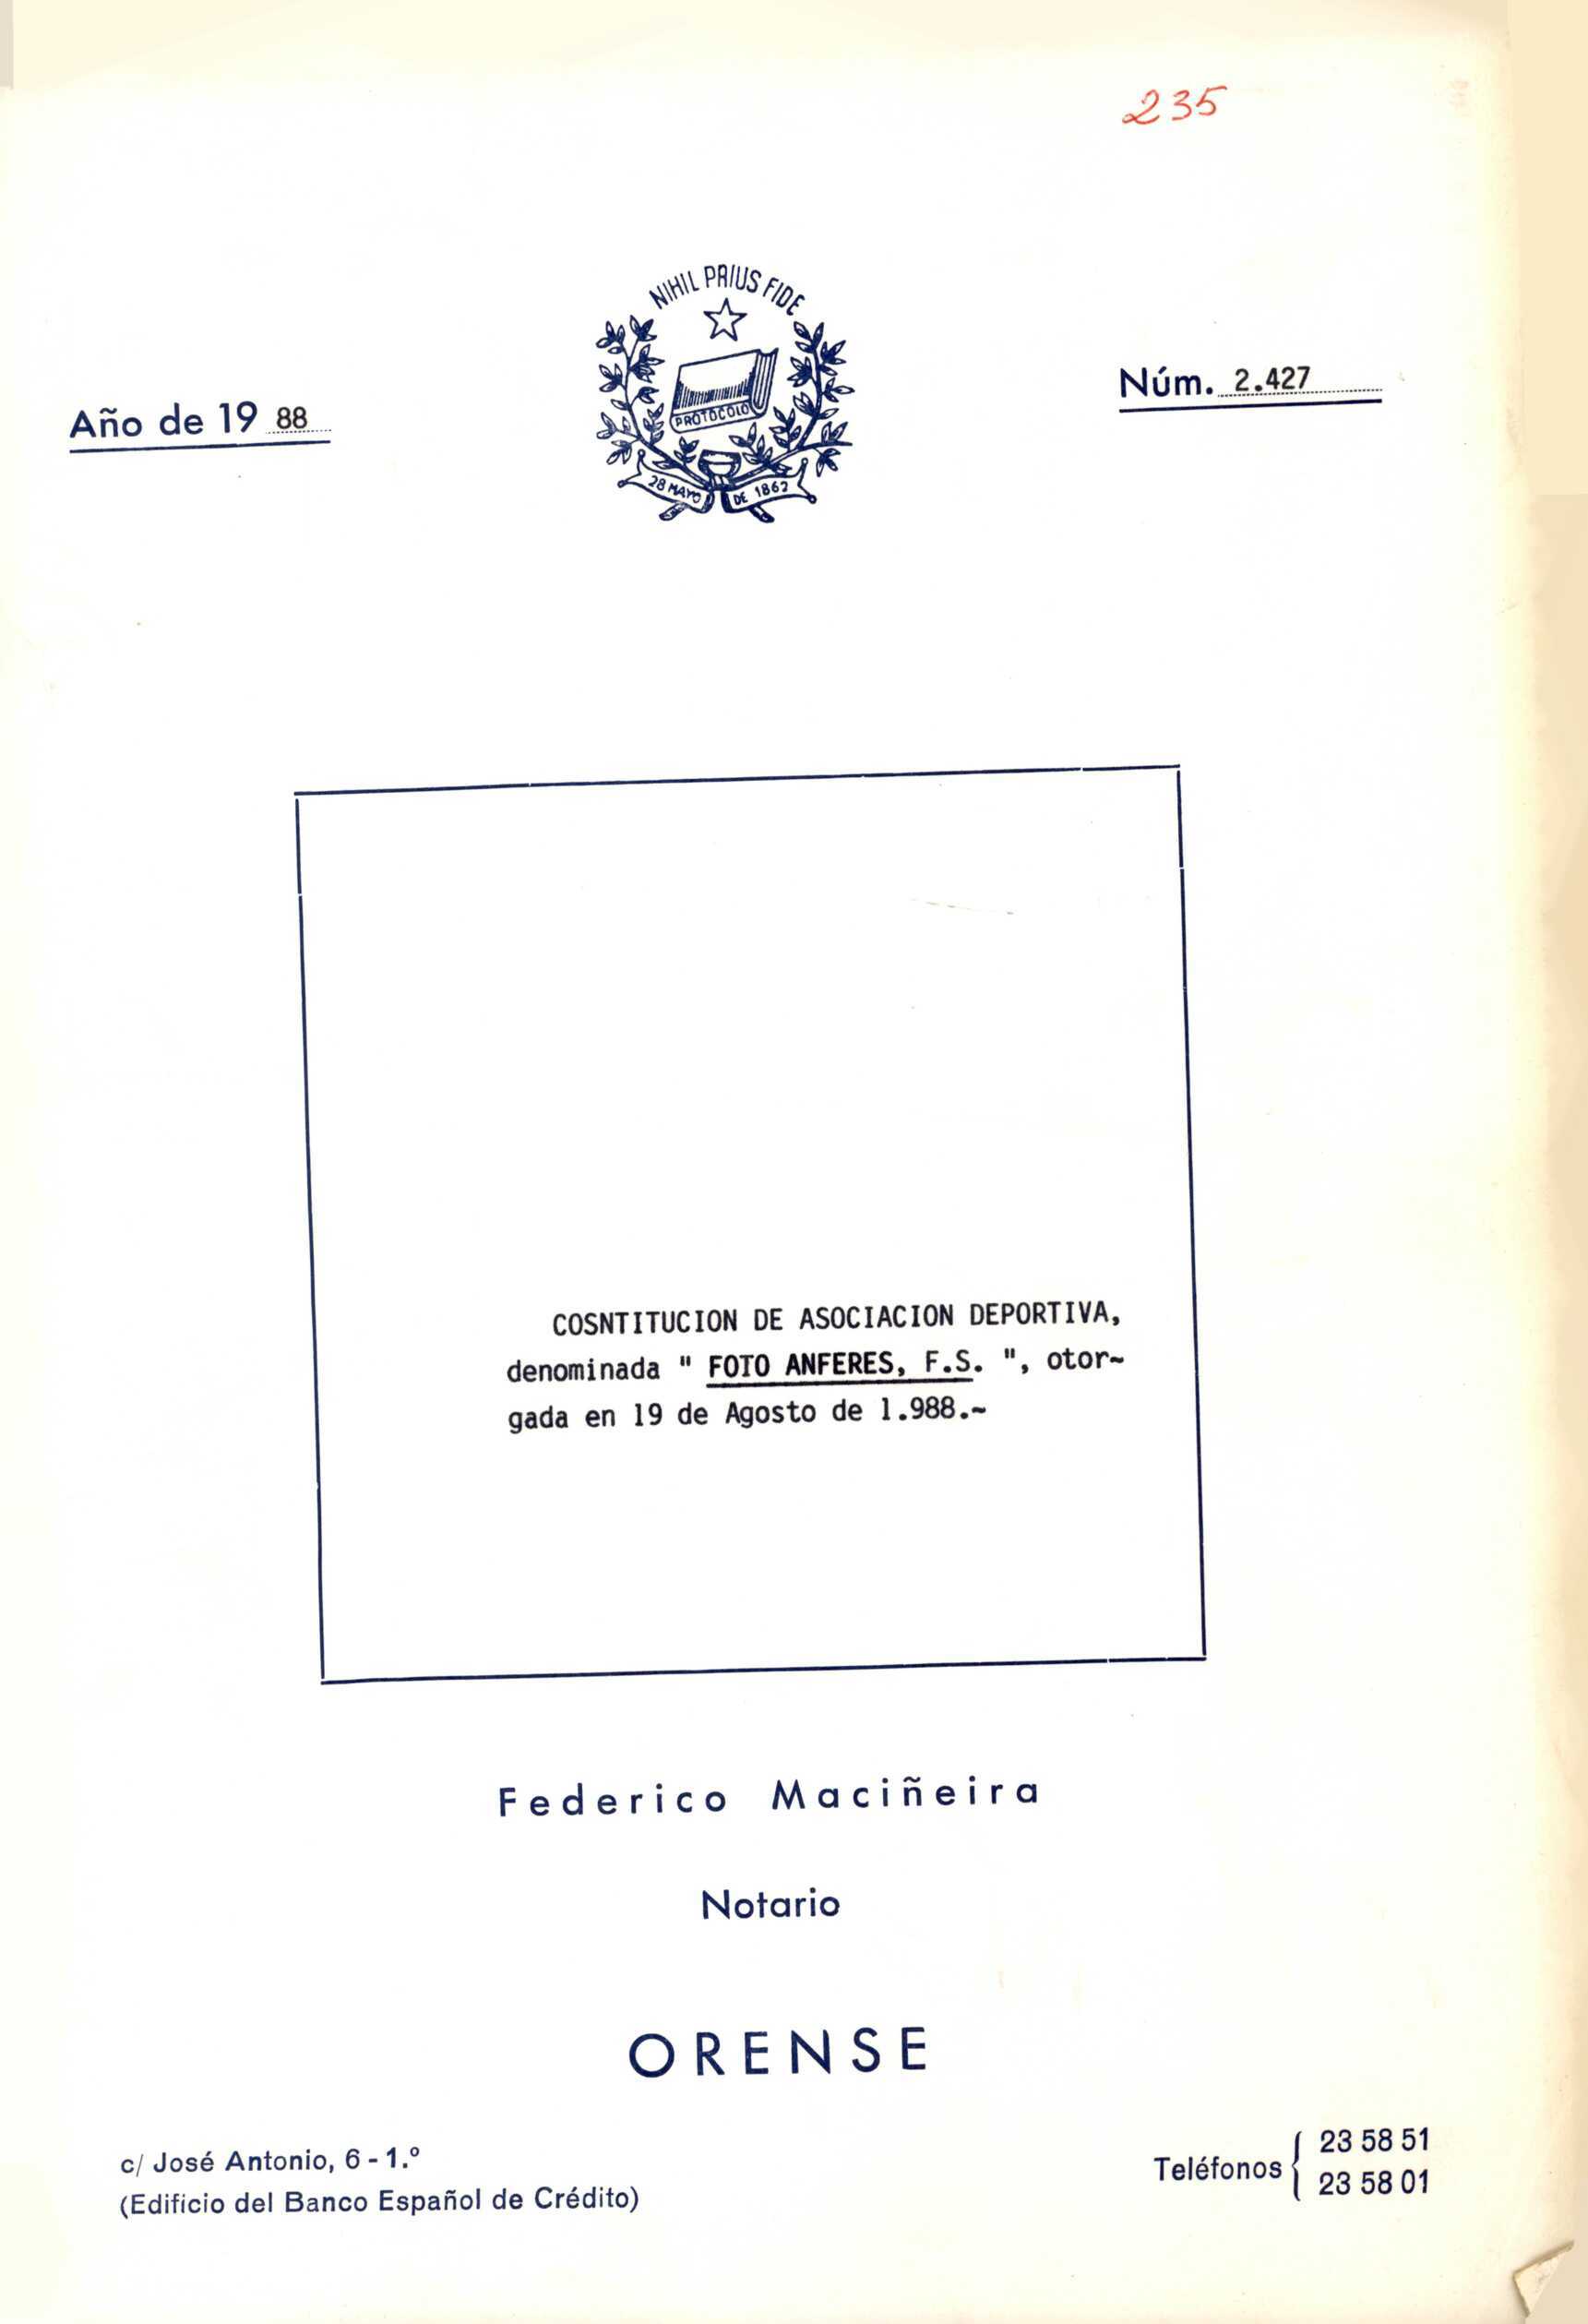 235
NIHIL PRIUS FIDE
PROTOCOLO
28 MAYO DE 1862
Año de 19 88
Núm. 2.427
COSNTITUCION DE ASOCIACION DEPORTIVA,
denominada " FOTO ANFERES, F.S. ", otor~
gada en 19 de Agosto de 1.988.~
Federico Maciñeira
Notario
ORENSE
c/ José Antonio, 6 - 1.º
(Edificio del Banco Español de Crédito)
Teléfonos { 23 58 51
23 58 01